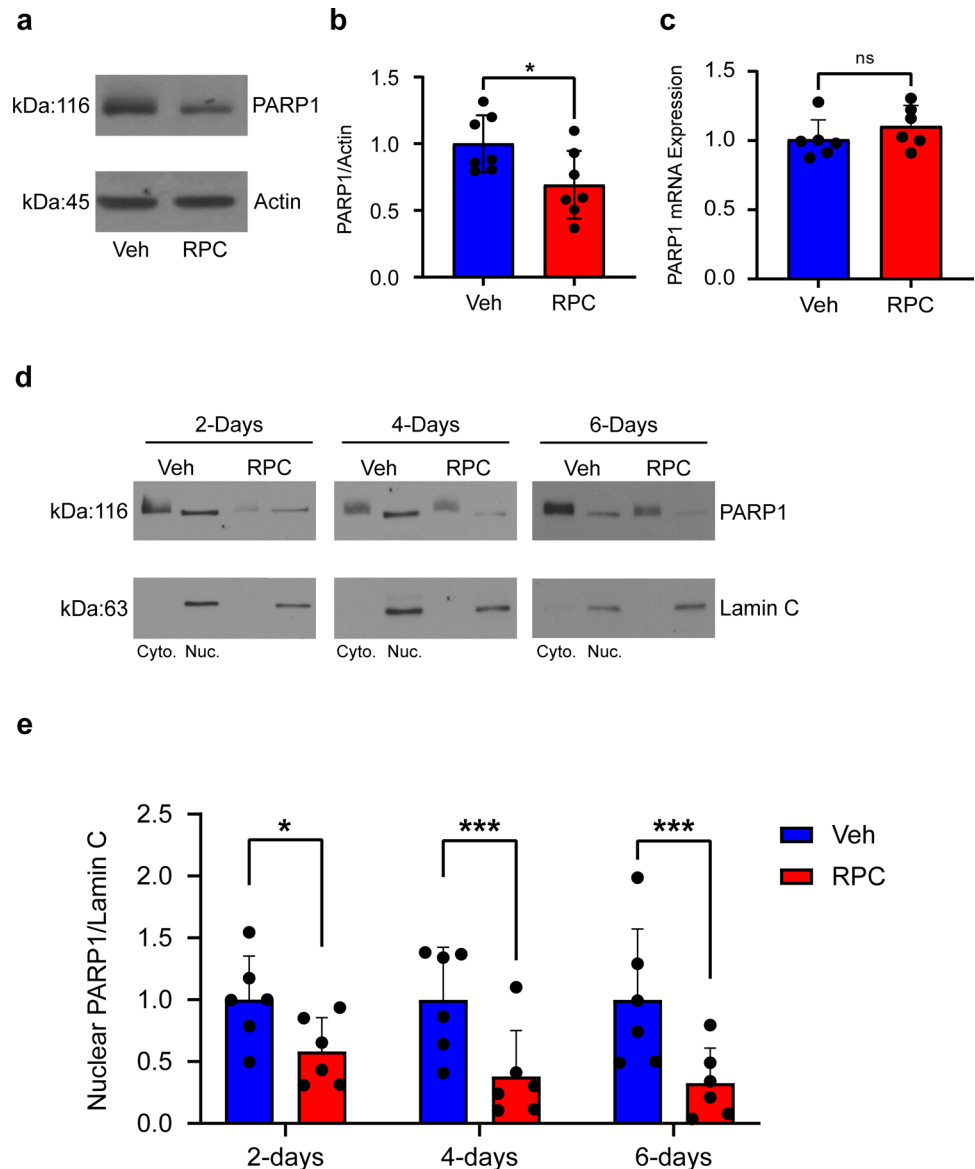 a
kDa:116
PARP1
kDa:45
Actin
Veh RPC
b
*
1.5
1.0
0.5
0.0
PARP1/Actin
Veh RPC
c
ns
1.5
1.0
0.5
0.0
PARP1 mRNA Expression
Veh RPC
d
2-Days 4-Days 6-Days
Veh RPC Veh RPC Veh RPC
kDa:116
PARP1
kDa:63
Lamin C
Cyto. Nuc. Cyto. Nuc. Cyto. Nuc.
e
2.5
2.0
1.5
1.0
0.5
0.0
Nuclear PARP1/Lamin C
* *** ***
Veh
RPC
2-days 4-days 6-days